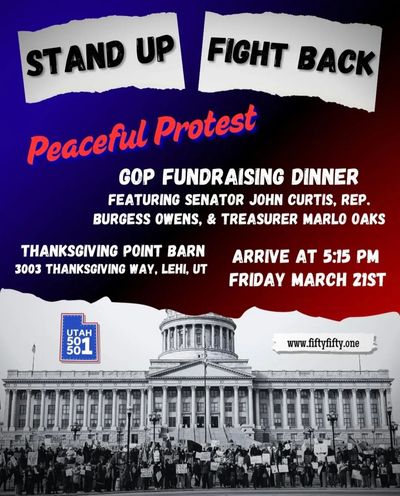 STAND UP
FIGHT BACK
Peaceful Protest
GOP FUNDRAISING DINNER
FEATURING SENATOR JOHN CURTIS, REP.
BURGESS OWENS, & TREASURER MARLO OAKS
THANKSGIVING POINT BARN
3003 THANKSGIVING WAY, LEHI, UT
ARRIVE AT 5:15 PM
FRIDAY MARCH 21ST
UTAH
50
501
www.fiftyfifty.one